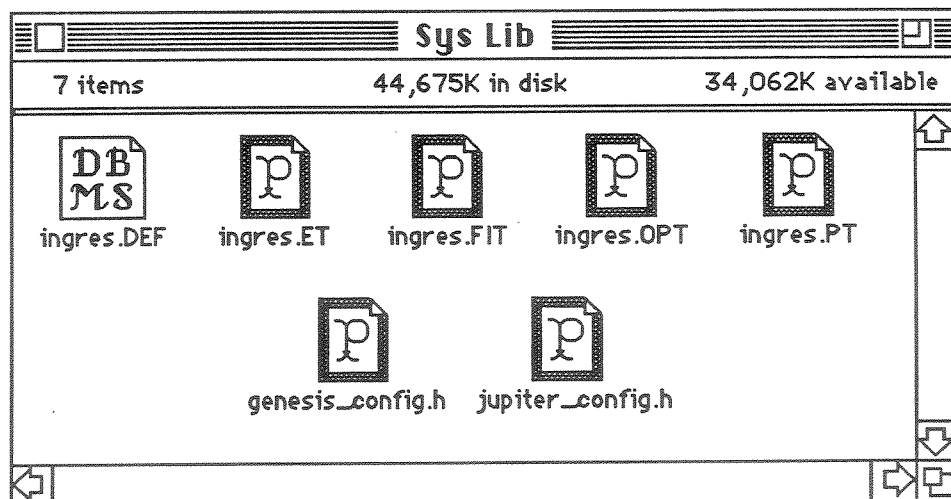 Sys Lib
7 items 44,675K in disk 34,062K available
DB
MS
P P P P
ingres.DEF ingres.ET ingres.FIT ingres.OPT ingres.PT
P P
genesis_config.h jupiter_config.h